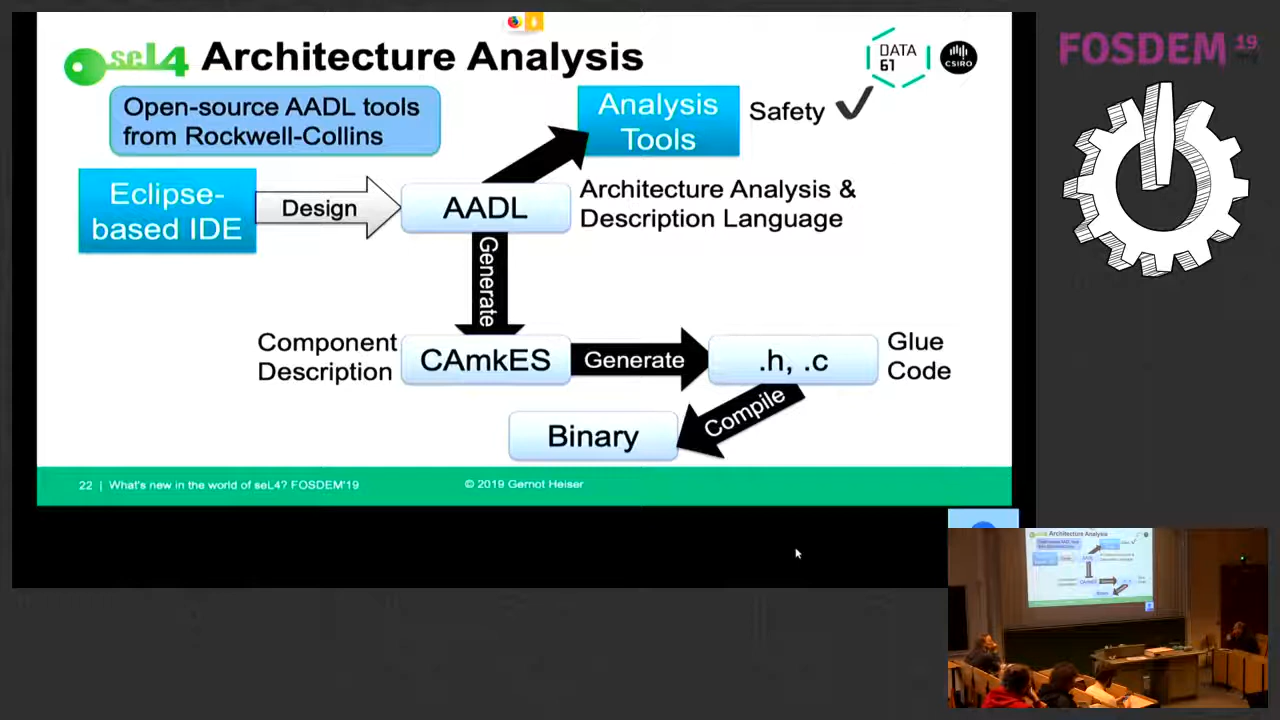 seL4 Architecture Analysis
DATA
61
CSIRO
FOSDEM 19
Open-source AADL tools
from Rockwell-Collins
Analysis
Tools
Safety
Eclipse-
based IDE
Design
AADL
Architecture Analysis &
Description Language
Generate
Component
Description
CAmkES
Generate
.h, .c
Glue
Code
Compile
Binary
22 | What's new in the world of seL4? FOSDEM'19
© 2019 Gernot Heiser
Architecture Analysis